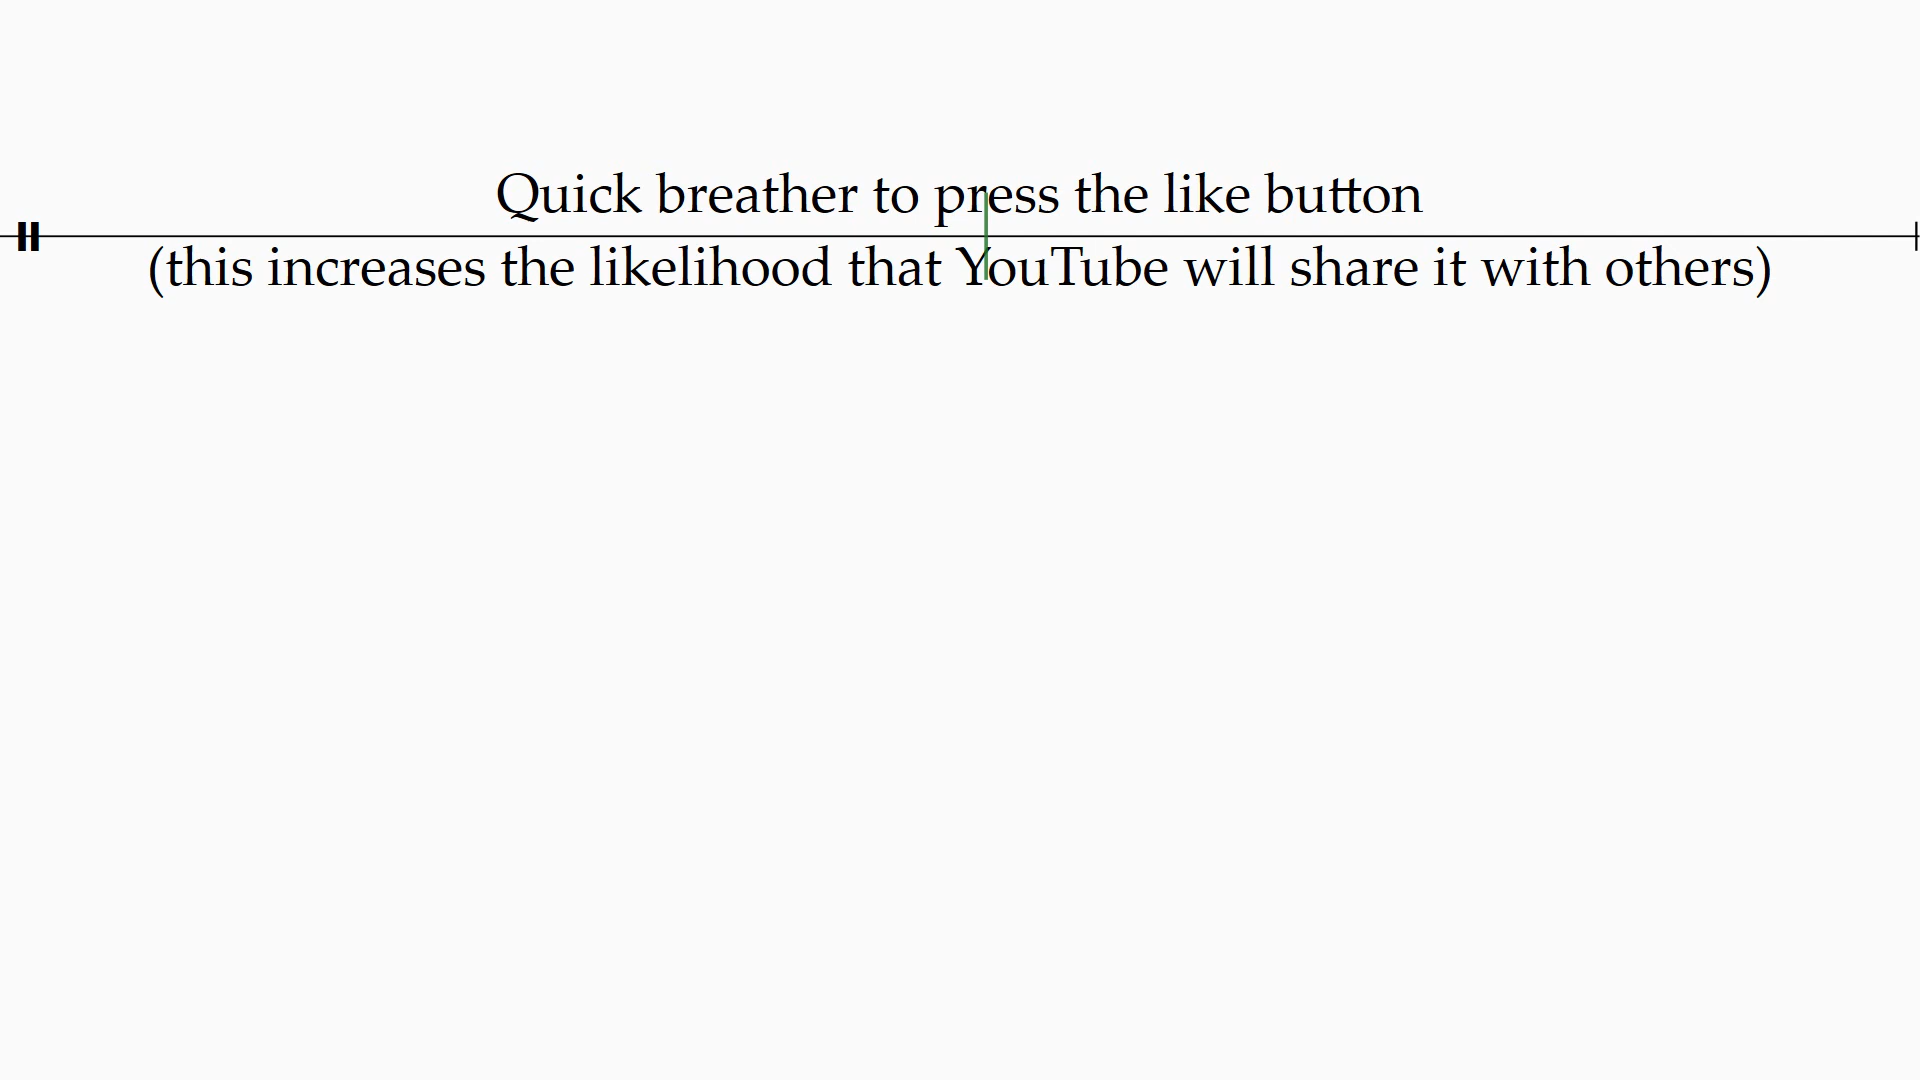 Quick breather to press the like button
(this increases the likelihood that YouTube will share it with others)